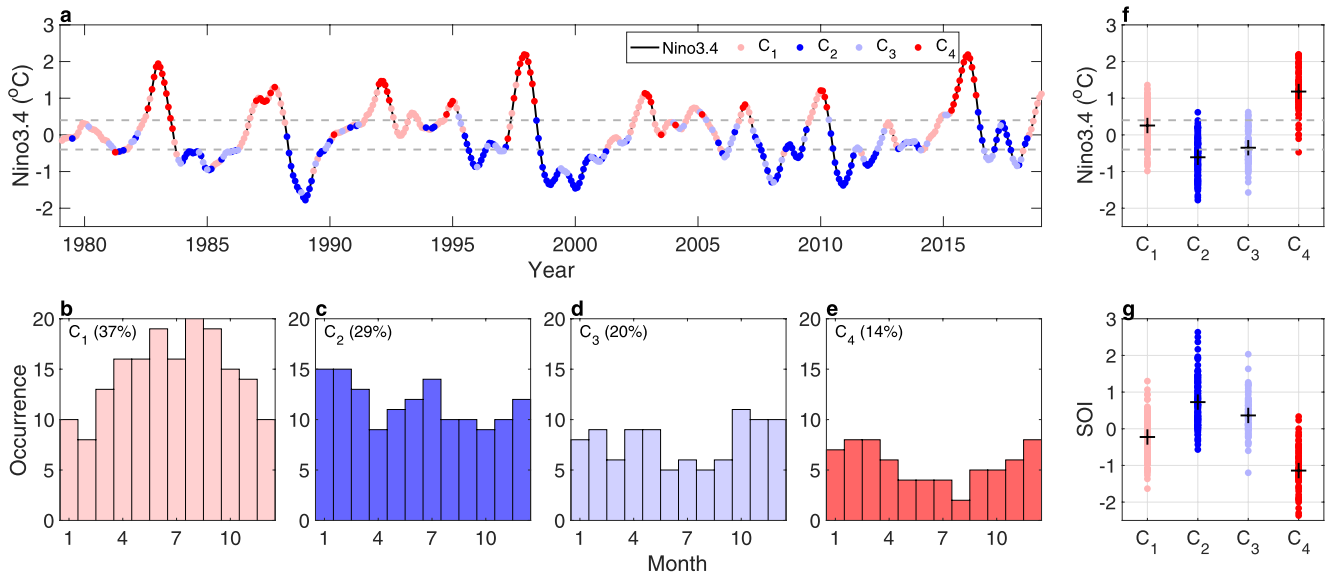 a
3
2
1
0
-1
-2
Nino3.4 (°C)
Nino3.4 C1 C2 C3 C4
1980 1985 1990 1995 2000 2005 2010 2015
Year
f
3
2
1
0
-1
-2
Nino3.4 (°C)
C1 C2 C3 C4
b
C1 (37%)
20
15
10
5
0
Occurrence
1 4 7 10
c
C2 (29%)
20
15
10
5
0
1 4 7 10
d
C3 (20%)
20
15
10
5
0
1 4 7 10
e
C4 (14%)
20
15
10
5
0
1 4 7 10
Month
g
3
2
1
0
-1
-2
SOI
C1 C2 C3 C4